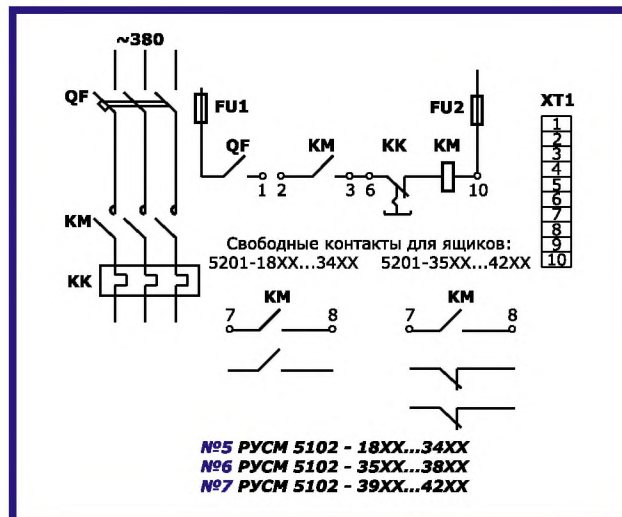 ~380
QF
FU1
FU2
XT1
QF
KM
KK
KM
1 2 3 6 10
1
2
3
4
5
6
7
8
9
10
KM
KK
Свободные контакты для ящиков:
5201-18XX...34XX 5201-35XX...42XX
KM
KM
7 8 7 8
№5 РУСМ 5102 - 18XX...34XX
№6 РУСМ 5102 - 35XX...38XX
№7 РУСМ 5102 - 39XX...42XX